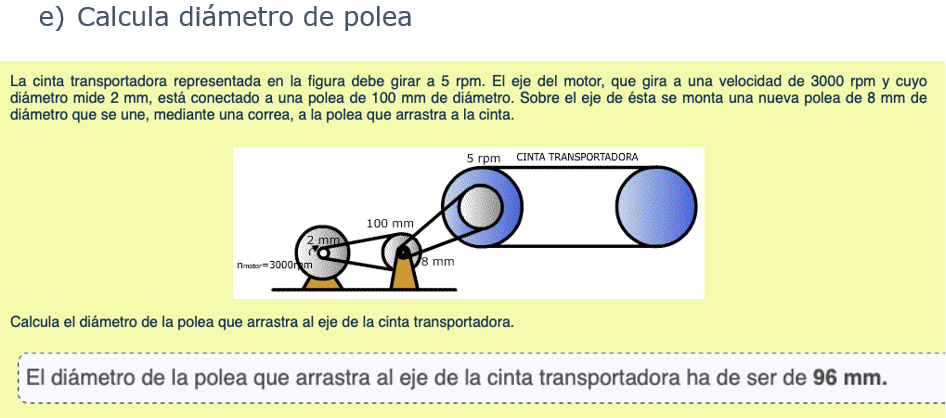 e) Calcula diámetro de polea
La cinta transportadora representada en la figura debe girar a 5 rpm. El eje del motor, que gira a una velocidad de 3000 rpm y cuyo
diámetro mide 2 mm, está conectado a una polea de 100 mm de diámetro. Sobre el eje de ésta se monta una nueva polea de 8 mm de
diámetro que se une, mediante una correa, a la polea que arrastra a la cinta.
5 rpm CINTA TRANSPORTADORA
100 mm
2 mm
8 mm
nmotor=3000rpm
Calcula el diámetro de la polea que arrastra al eje de la cinta transportadora.
El diámetro de la polea que arrastra al eje de la cinta transportadora ha de ser de 96 mm.